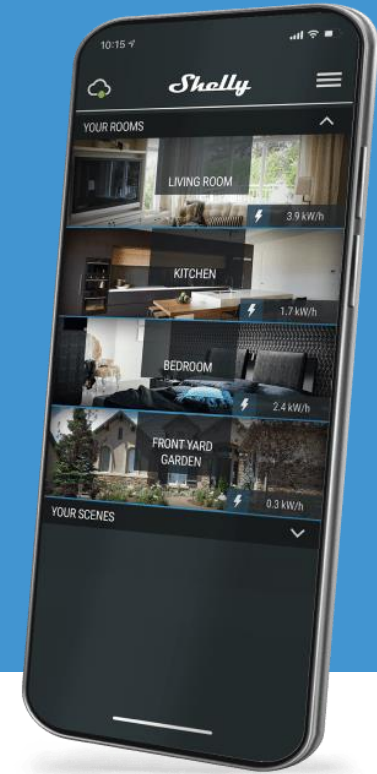 10:15
Shelly
YOUR ROOMS
LIVING ROOM
3.9 kW/h
KITCHEN
1.7 kW/h
BEDROOM
2.4 kW/h
FRONT YARD
GARDEN
0.3 kW/h
YOUR SCENES